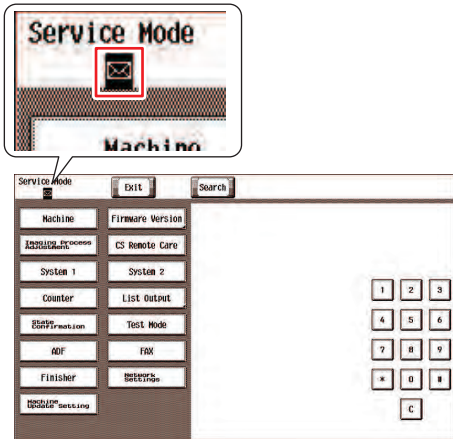 Service Mode
Machine
Service Mode
Exit
Search
Machine
Firmware Version
Imaging Process
Adjustment
CS Remote Care
System 1
System 2
Counter
List Output
State
Confirmation
Test Mode
ADF
FAX
Finisher
Network
Settings
Machine
Update Setting
1 2 3
4 5 6
7 8 9
* 0 #
C